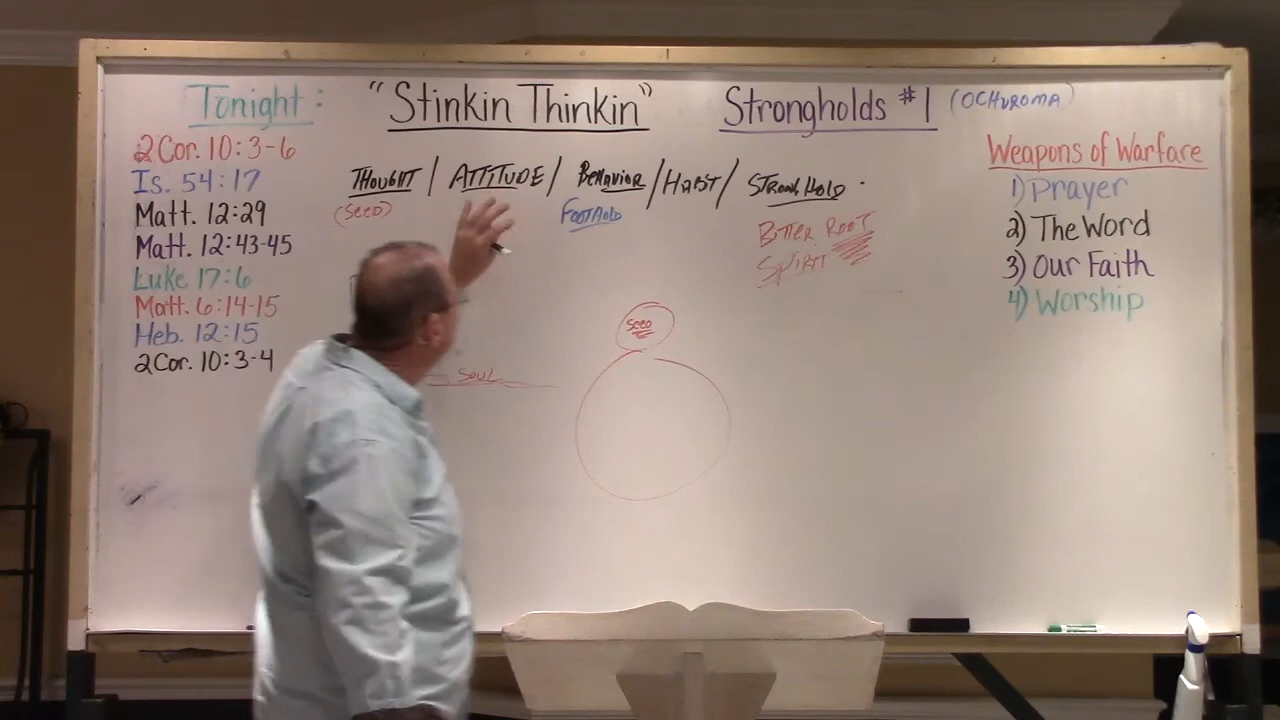 Tonight: "Stinkin Thinkin" Strongholds #1 (OCHUROMA)
2Cor. 10:3-6
Is. 54:17
Matt. 12:29
Matt. 12:43-45
Luke 17:6
Matt. 6:14-15
Heb. 12:15
2Cor. 10:3-4
THOUGHT / ATTITUDE / BEHAVIOR / HABIT / STRONGHOLD.
(SEED) FOOTHOLD
BITTER ROOT
SPIRIT
SEED
SOUL
Weapons of Warfare
1) Prayer
2) The Word
3) Our Faith
4) Worship